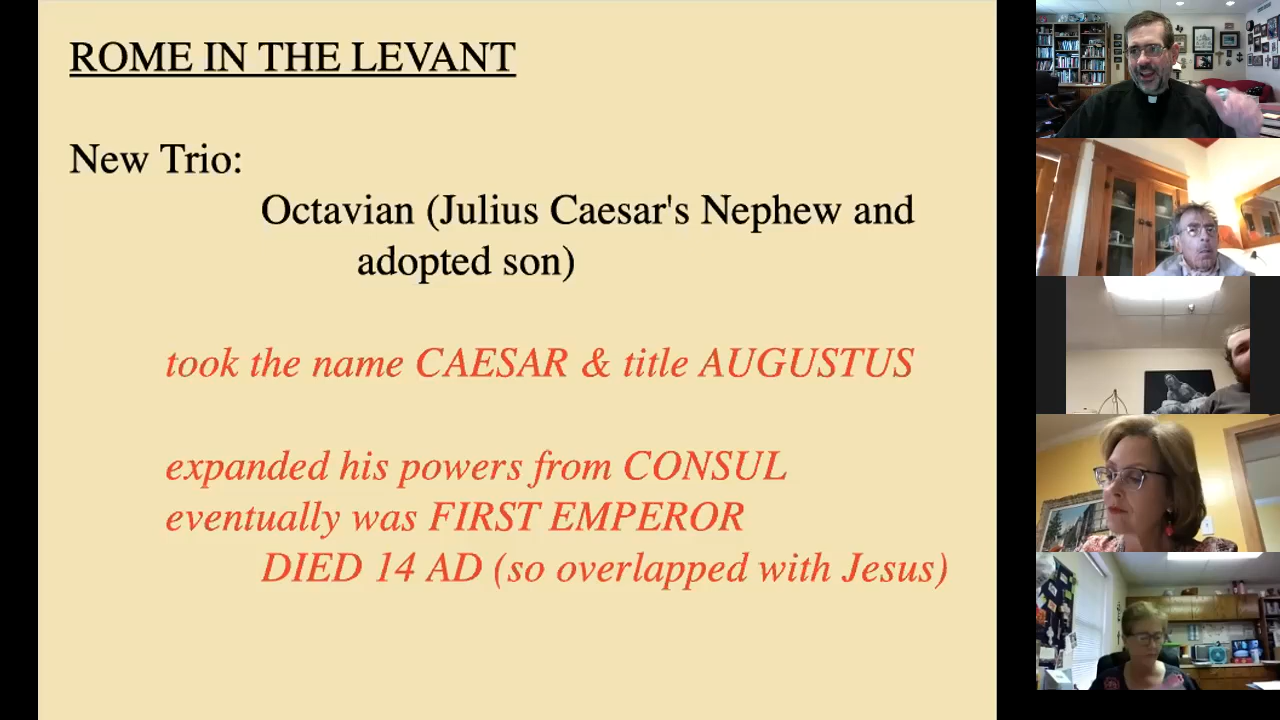 ROME IN THE LEVANT
New Trio:
Octavian (Julius Caesar's Nephew and
adopted son)
took the name CAESAR & title AUGUSTUS
expanded his powers from CONSUL
eventually was FIRST EMPEROR
DIED 14 AD (so overlapped with Jesus)